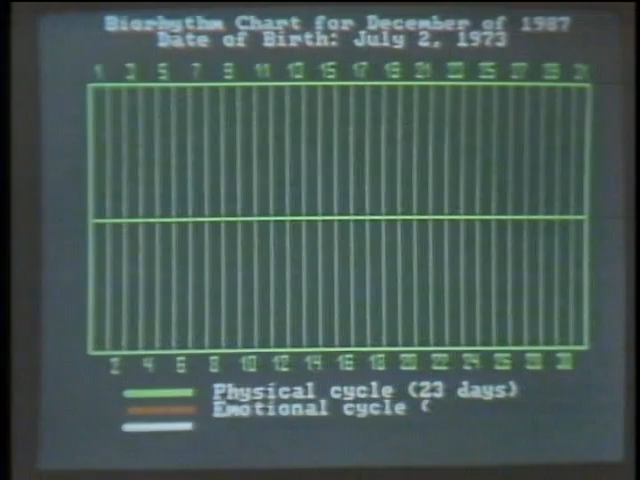 Biorhythm Chart for December of 1987
Date of Birth: July 2, 1973
1 3 5 7 9 11 13 15 17 19 21 23 25 27 29 31
2 4 6 8 10 12 14 16 18 20 22 24 26 28 30
Physical cycle (23 days)
Emotional cycle (